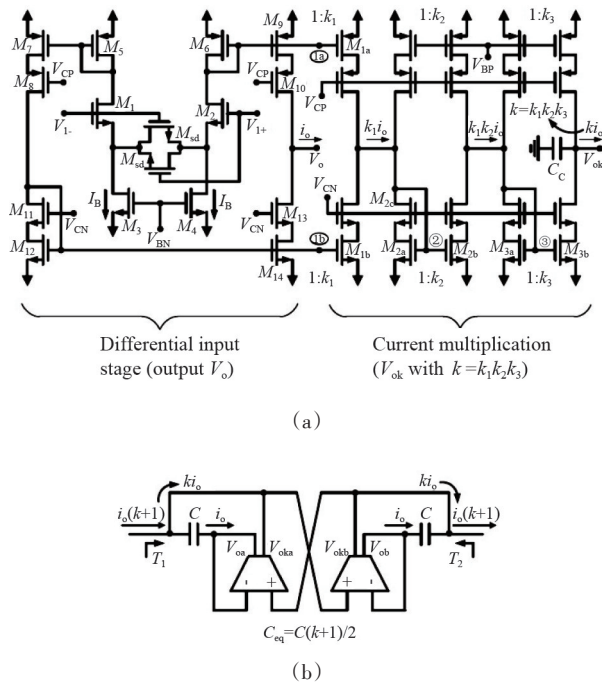 M7 M5 M6 M9 1:k1 M1a 1:k2 1:k3
M8 VCP VCP M10 1a VBP
M1 M2 VCP k=k1k2k3
V1- Msd V1+ io k1io k1k2io kio
Msd Vo CC Vok
IB IB VCN
M11 VCN M3 M4 VCN M13 M2c
M12 VBN 1b M1b M2a ② M2b M3a ③ M3b
M14 1:k1 1:k2 1:k3
Differential input
stage (output Vo)
Current multiplication
(Vok with k=k1k2k3)
(a)
kio kio
io(k+1) io C io C io(k+1)
T1 Voa Voka Vokb Vob T2
- + + -
Ceq=C(k+1)/2
(b)